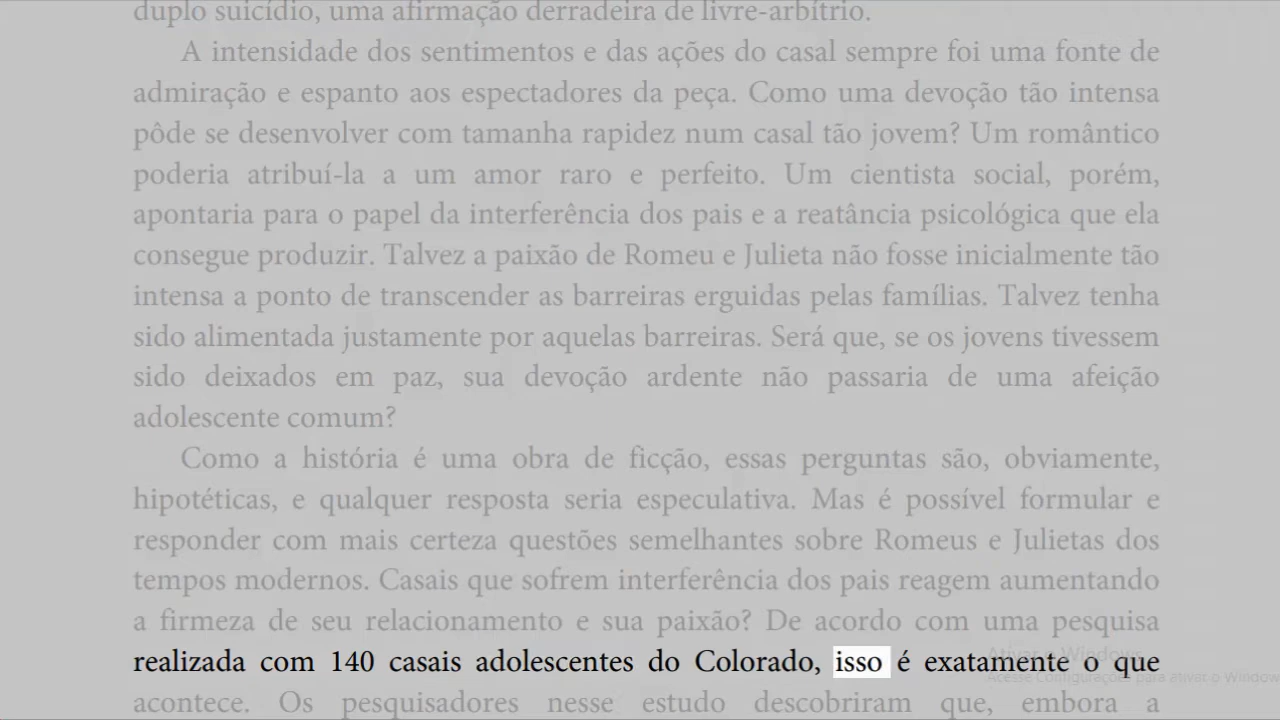 duplo suicídio, uma afirmação derradeira de livre-arbítrio.
A intensidade dos sentimentos e das ações do casal sempre foi uma fonte de
admiração e espanto aos espectadores da peça. Como uma devoção tão intensa
pôde se desenvolver com tamanha rapidez num casal tão jovem? Um romântico
poderia atribuí-la a um amor raro e perfeito. Um cientista social, porém,
apontaria para o papel da interferência dos pais e a reatância psicológica que ela
consegue produzir. Talvez a paixão de Romeu e Julieta não fosse inicialmente tão
intensa a ponto de transcender as barreiras erguidas pelas famílias. Talvez tenha
sido alimentada justamente por aquelas barreiras. Será que, se os jovens tivessem
sido deixados em paz, sua devoção ardente não passaria de uma afeição
adolescente comum?
Como a história é uma obra de ficção, essas perguntas são, obviamente,
hipotéticas, e qualquer resposta seria especulativa. Mas é possível formular e
responder com mais certeza questões semelhantes sobre Romeus e Julietas dos
tempos modernos. Casais que sofrem interferência dos pais reagem aumentando
a firmeza de seu relacionamento e sua paixão? De acordo com uma pesquisa
realizada com 140 casais adolescentes do Colorado, isso é exatamente o que
Ativar o Windows
Acesse Configurações para ativar o Windows
acontece. Os pesquisadores nesse estudo descobriram que, embora a